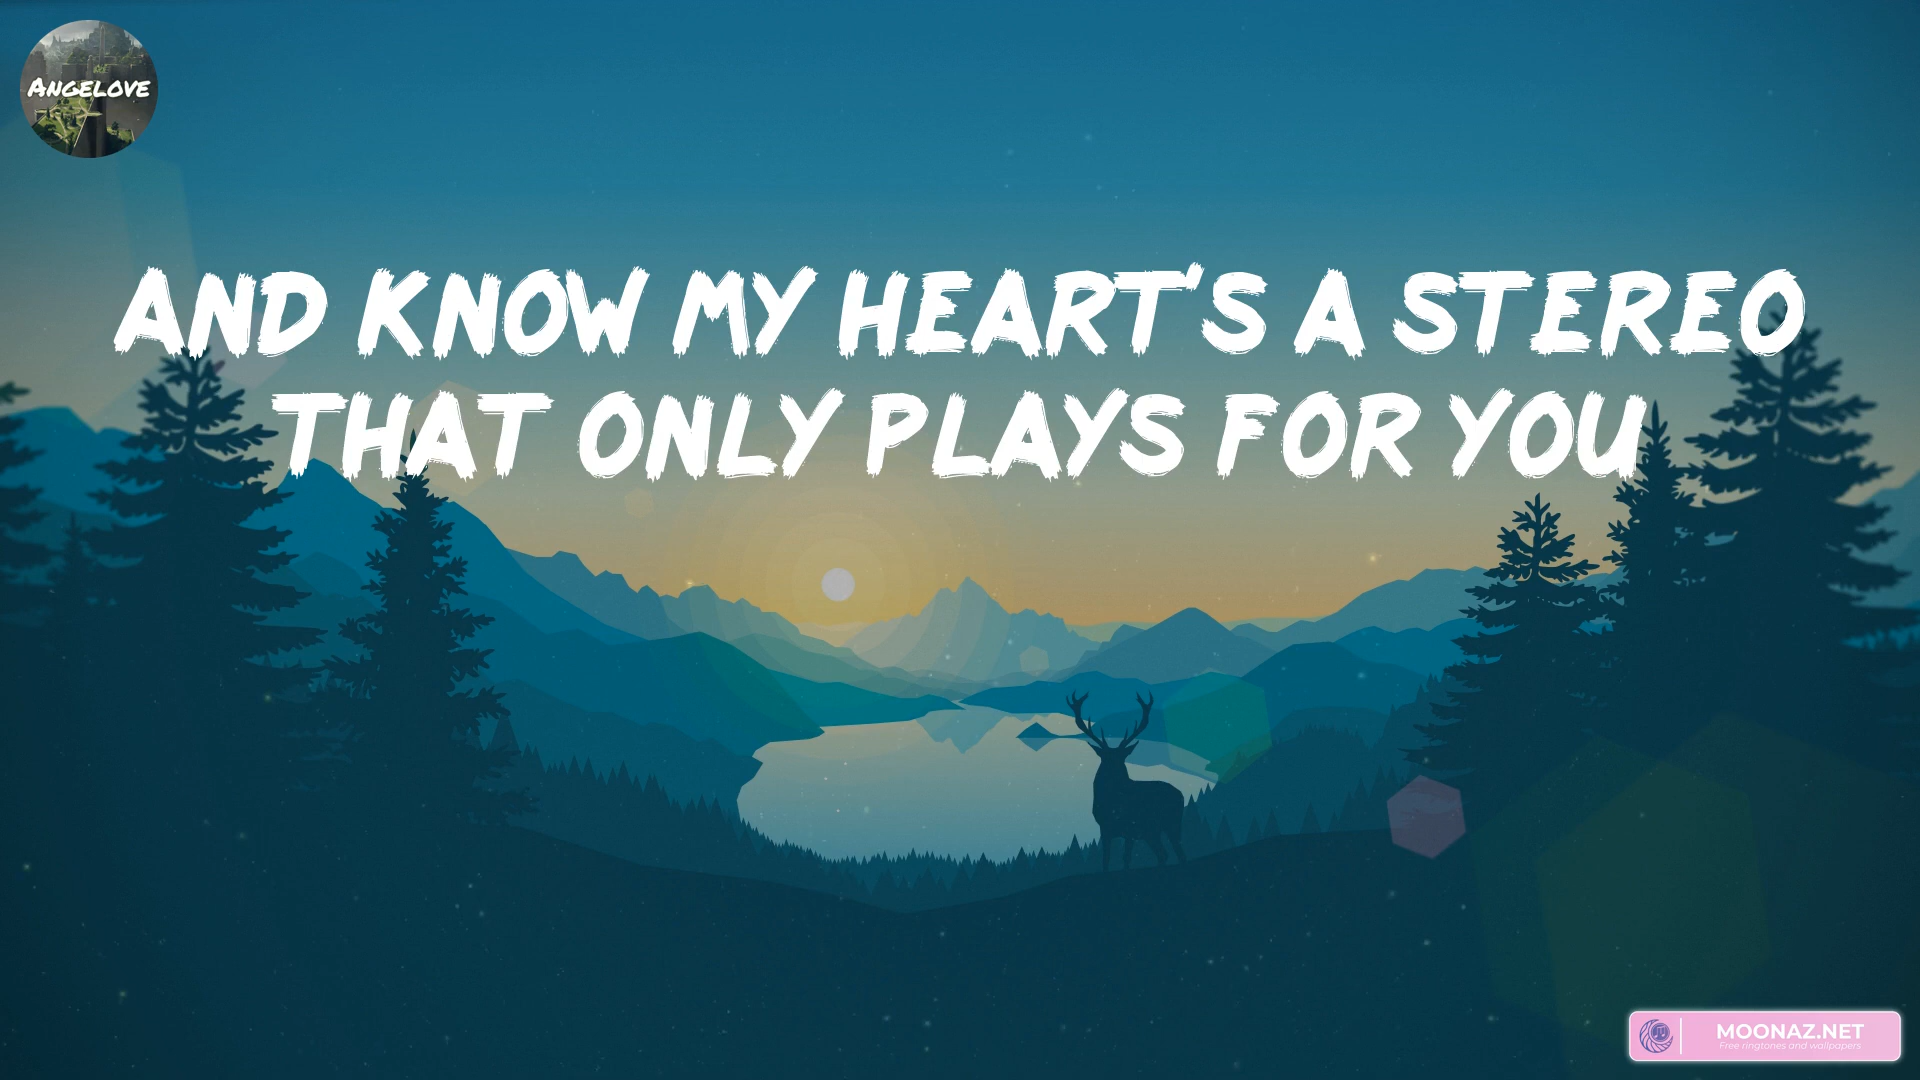 ANGELOVE
AND KNOW MY HEART'S A STEREO
THAT ONLY PLAYS FOR YOU
MOONAZ.NET
Free ringtones and wallpapers